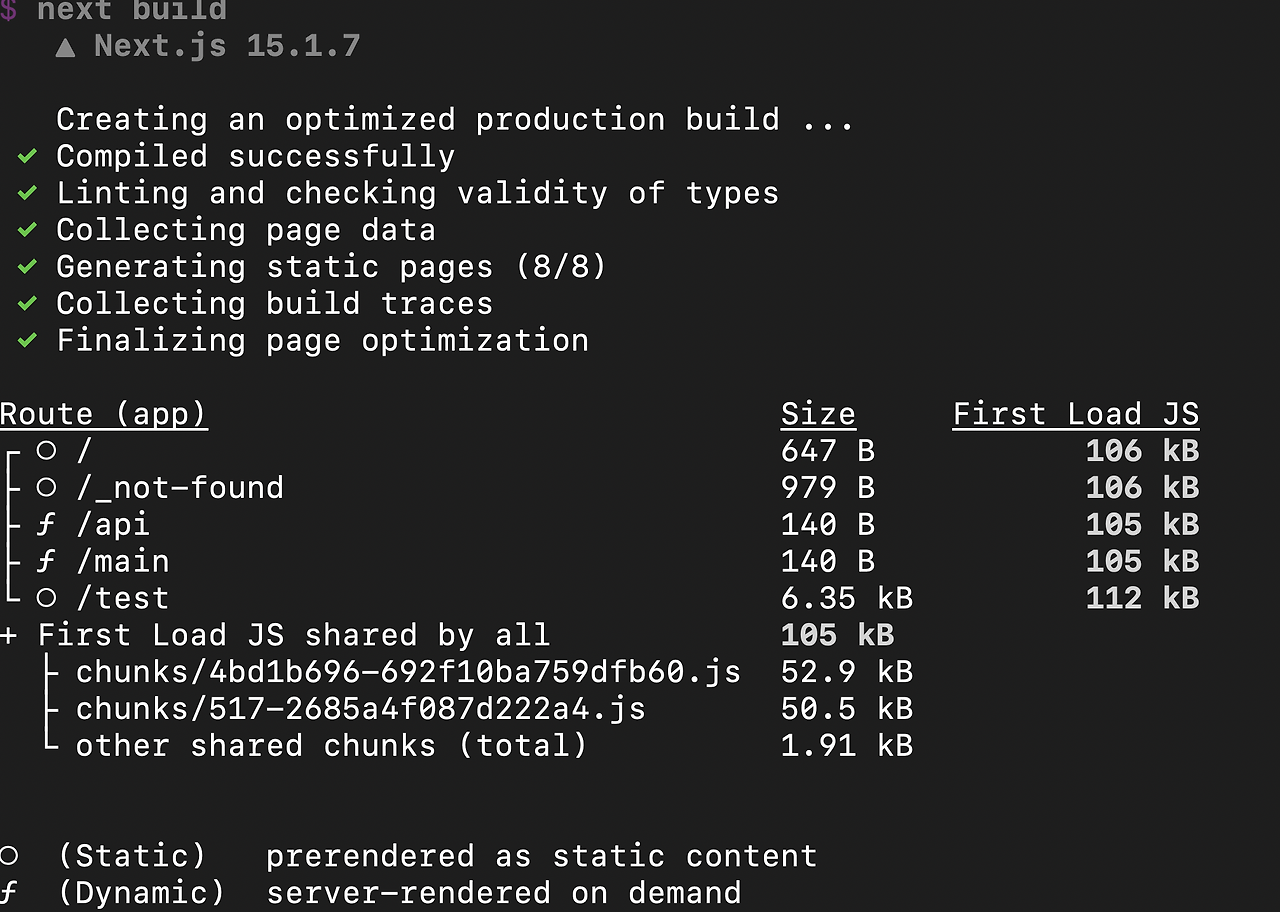 $ next build
▲ Next.js 15.1.7
Creating an optimized production build ...
✓ Compiled successfully
✓ Linting and checking validity of types
✓ Collecting page data
✓ Generating static pages (8/8)
✓ Collecting build traces
✓ Finalizing page optimization
Route (app) Size First Load JS
┌ ○ / 647 B 106 kB
├ ○ /_not-found 979 B 106 kB
├ ƒ /api 140 B 105 kB
├ ƒ /main 140 B 105 kB
└ ○ /test 6.35 kB 112 kB
+ First Load JS shared by all 105 kB
├ chunks/4bd1b696-692f10ba759dfb60.js 52.9 kB
├ chunks/517-2685a4f087d222a4.js 50.5 kB
└ other shared chunks (total) 1.91 kB
○ (Static) prerendered as static content
ƒ (Dynamic) server-rendered on demand